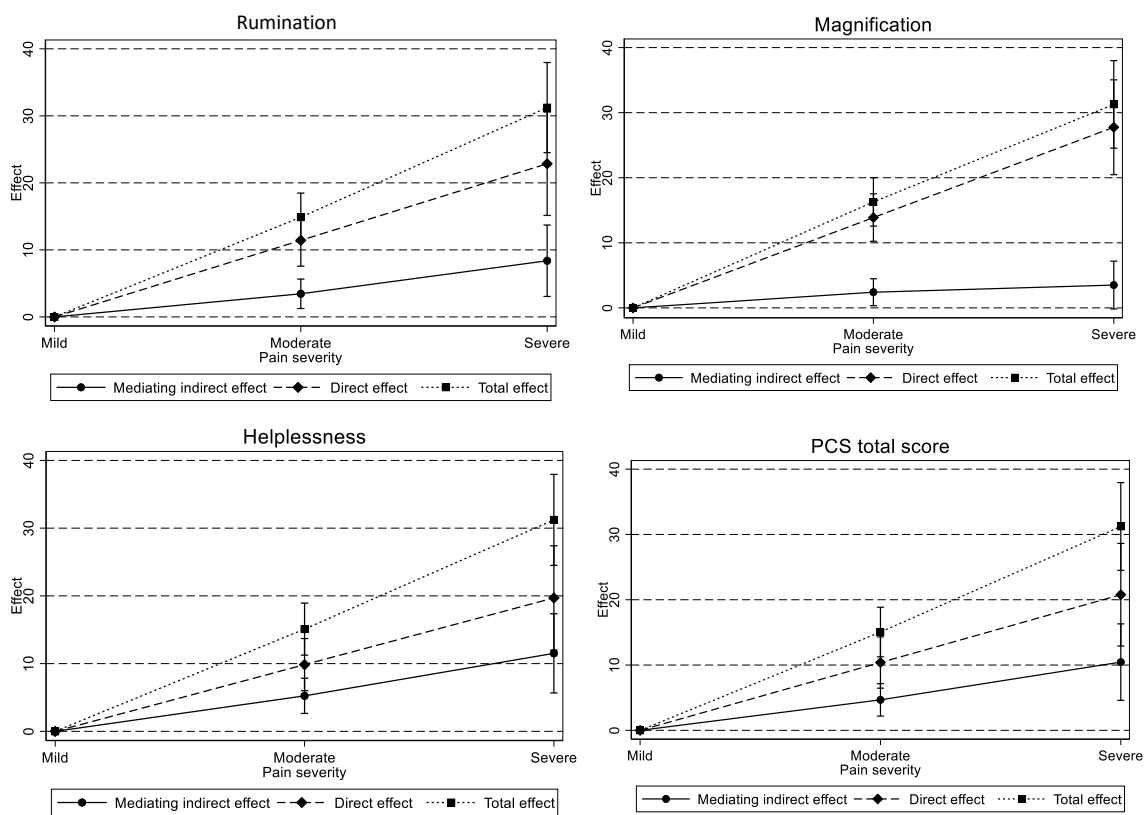 Rumination
40
30
20
10
0
Effect
Mild Moderate Severe
Pain severity
Mediating indirect effect Direct effect Total effect
Magnification
40
30
20
10
0
Effect
Mild Moderate Severe
Pain severity
Mediating indirect effect Direct effect Total effect
Helplessness
40
30
20
10
0
Effect
Mild Moderate Severe
Pain severity
Mediating indirect effect Direct effect Total effect
PCS total score
40
30
20
10
0
Effect
Mild Moderate Severe
Pain severity
Mediating indirect effect Direct effect Total effect